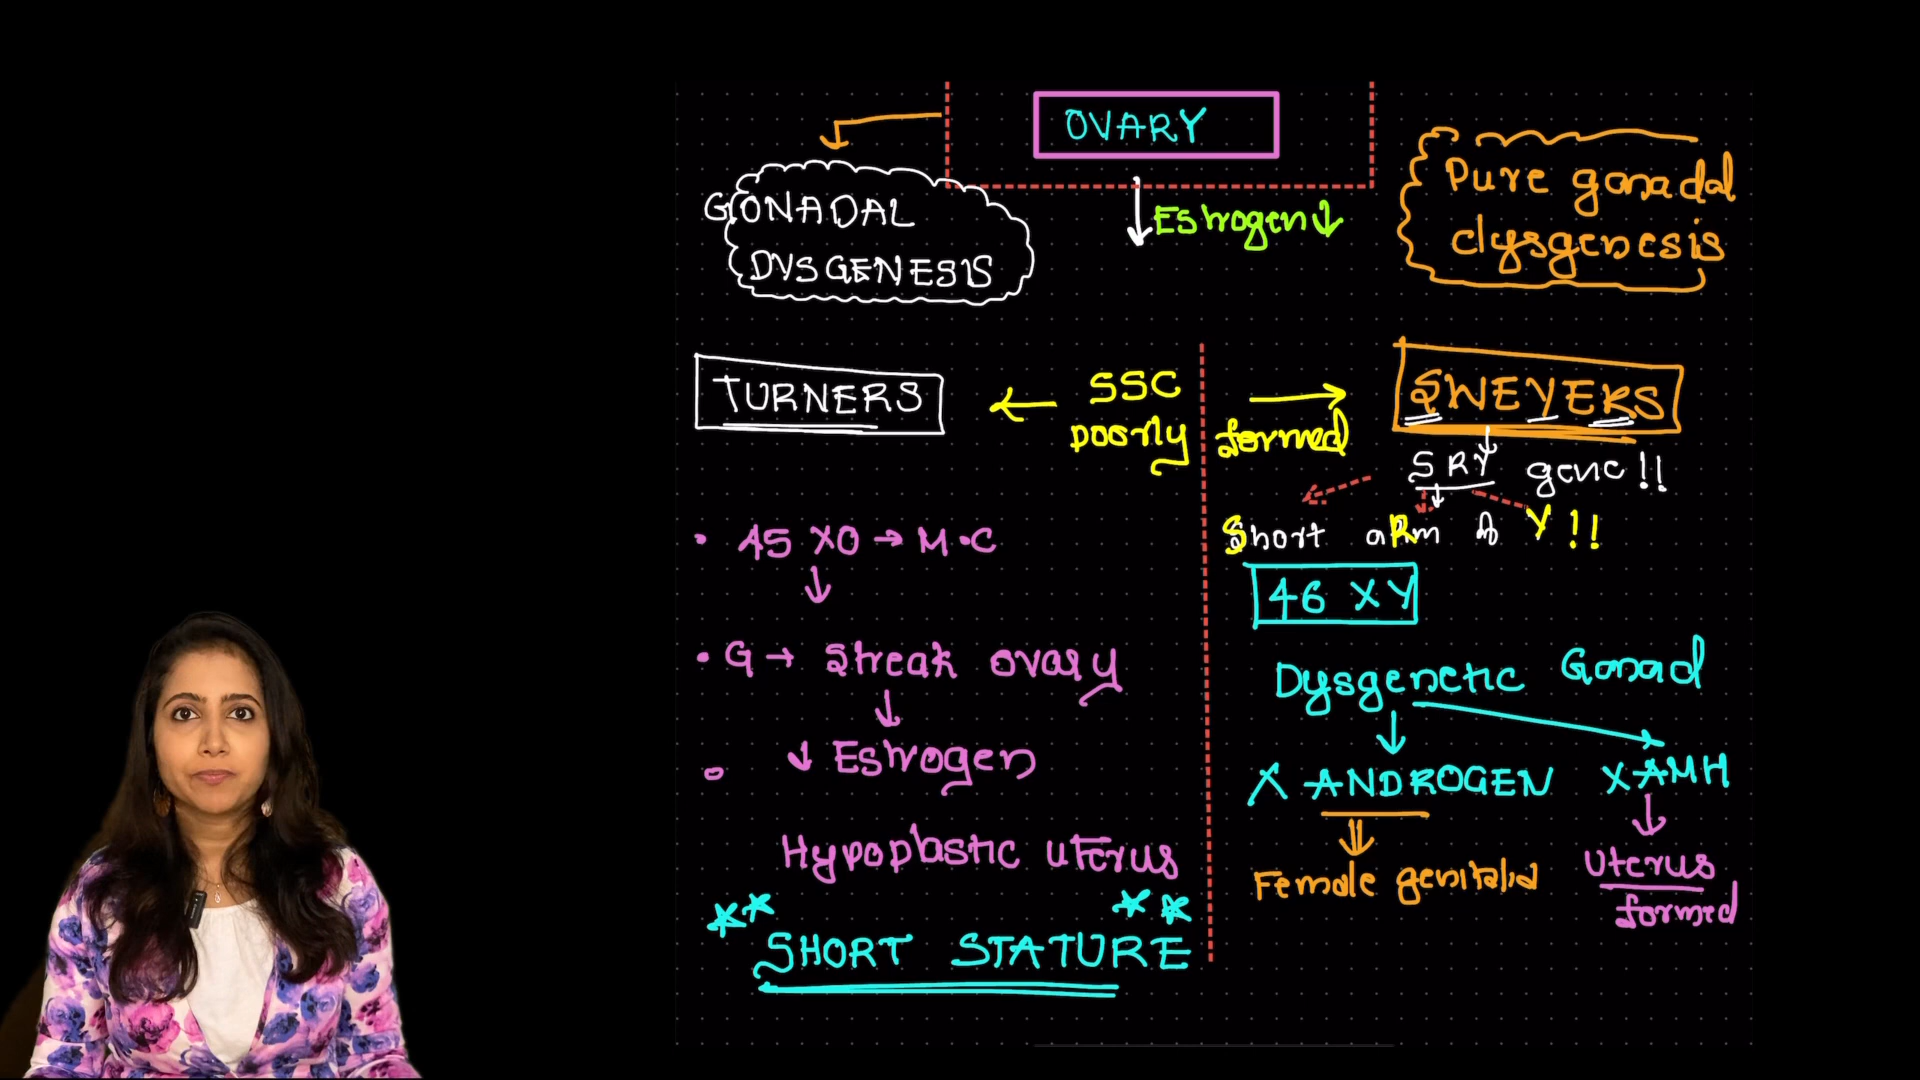 OVARY
GONADAL
DYSGENESIS
Estrogen ↓
Pure gonadal
dysgenesis
TURNERS
← SSC →
poorly formed
SWEYERS
SRY gene!!
Short aRm of Y!!
46 XY
• 45 XO → M.C
• G → Streak ovary
↓ Estrogen
Hypoplastic uterus
** **
SHORT STATURE
Dysgenetic Gonad
X ANDROGEN X AMH
Female genitalia
Uterus
formed